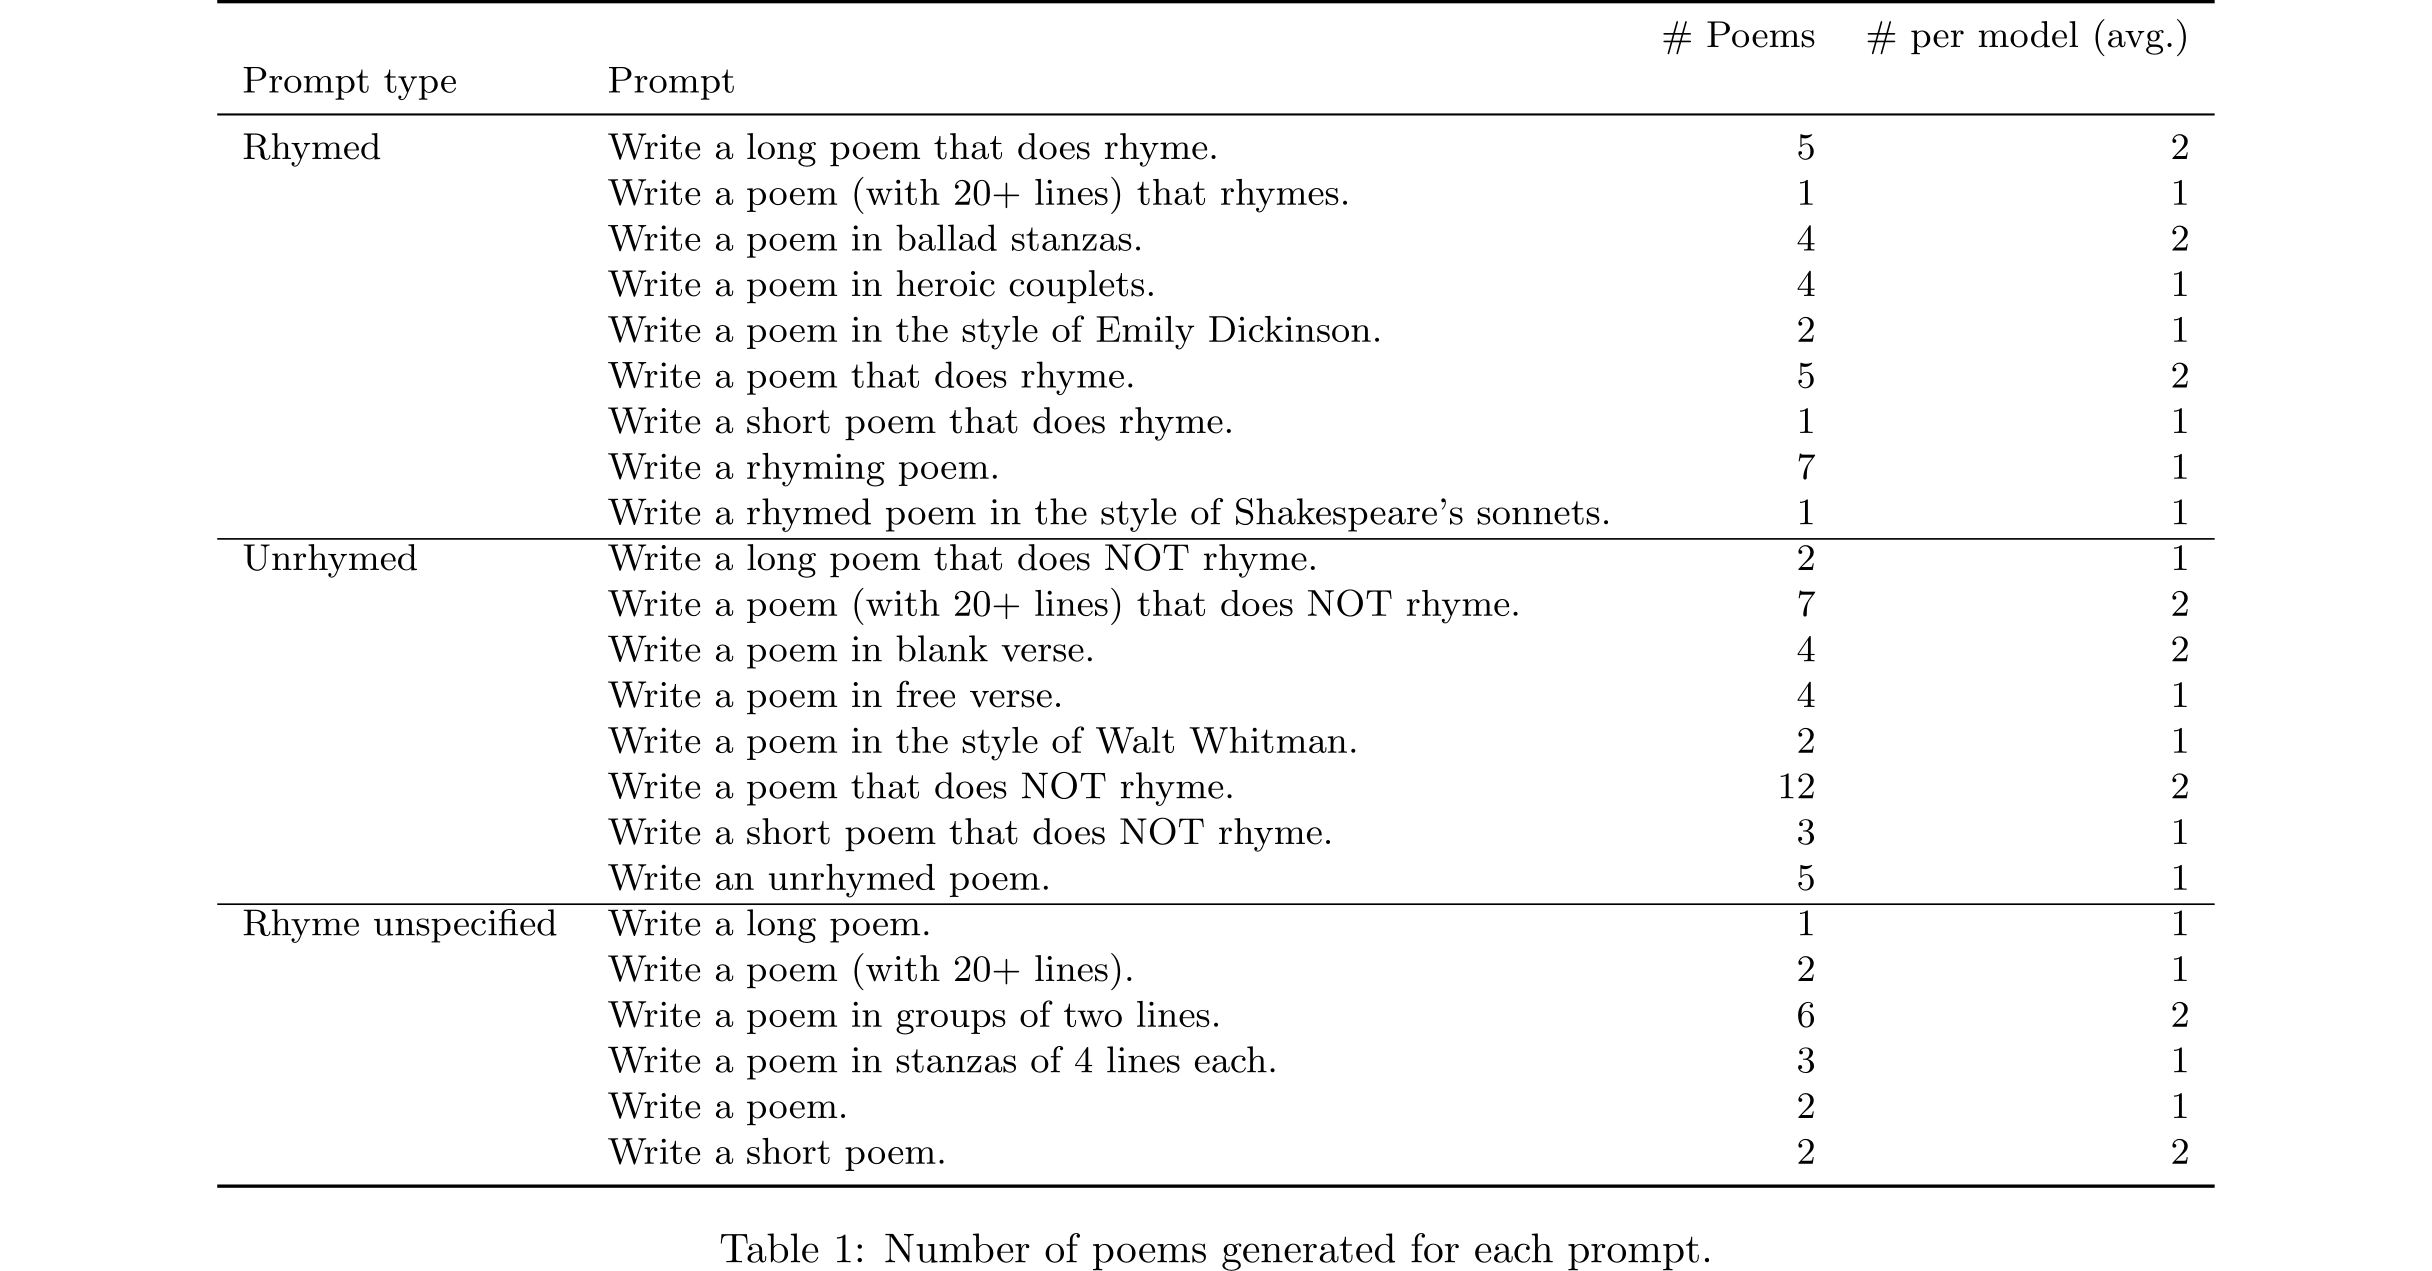 # Poems # per model (avg.)
Prompt type Prompt
Rhymed Write a long poem that does rhyme. 5 2
Write a poem (with 20+ lines) that rhymes. 1 1
Write a poem in ballad stanzas. 4 2
Write a poem in heroic couplets. 4 1
Write a poem in the style of Emily Dickinson. 2 1
Write a poem that does rhyme. 5 2
Write a short poem that does rhyme. 1 1
Write a rhyming poem. 7 1
Write a rhymed poem in the style of Shakespeare’s sonnets. 1 1
Unrhymed Write a long poem that does NOT rhyme. 2 1
Write a poem (with 20+ lines) that does NOT rhyme. 7 2
Write a poem in blank verse. 4 2
Write a poem in free verse. 4 1
Write a poem in the style of Walt Whitman. 2 1
Write a poem that does NOT rhyme. 12 2
Write a short poem that does NOT rhyme. 3 1
Write an unrhymed poem. 5 1
Rhyme unspecified Write a long poem. 1 1
Write a poem (with 20+ lines). 2 1
Write a poem in groups of two lines. 6 2
Write a poem in stanzas of 4 lines each. 3 1
Write a poem. 2 1
Write a short poem. 2 2
Table 1: Number of poems generated for each prompt.